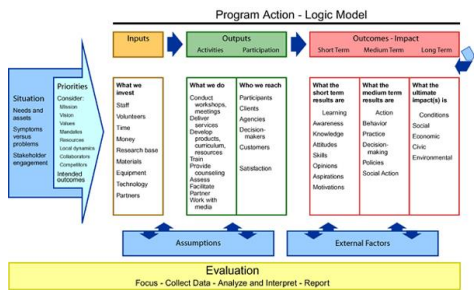 Program Action - Logic Model
Inputs
Outputs
Activities Participation
Outcomes - Impact
Short Term Medium Term Long Term
Situation
Needs and
assets
Symptoms
versus
problems
Stakeholder
engagement
Priorities
Consider:
Mission
Vision
Values
Mandates
Resources
Local dynamics
Collaborators
Competitors
Intended
outcomes
What we
invest
Staff
Volunteers
Time
Money
Research base
Materials
Equipment
Technology
Partners
What we do
Conduct
workshops,
meetings
Deliver
services
Develop
products,
curriculum,
resources
Train
Provide
counseling
Assess
Facilitate
Partner
Work with
media
Who we reach
Participants
Clients
Agencies
Decision-
makers
Customers
Satisfaction
What the
short term
results are
Learning
Awareness
Knowledge
Attitudes
Skills
Opinions
Aspirations
Motivations
What the
medium term
results are
Action
Behavior
Practice
Decision-
making
Policies
Social Action
What the
ultimate
impact(s) is
Conditions
Social
Economic
Civic
Environmental
Assumptions
External Factors
Evaluation
Focus - Collect Data - Analyze and Interpret - Report